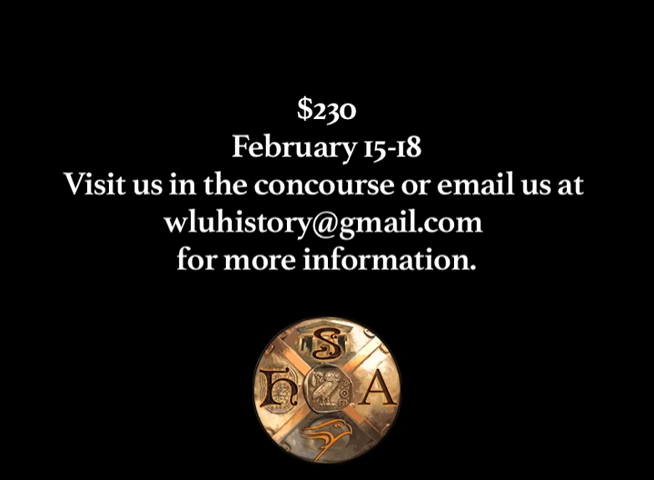 $230
February 15-18
Visit us in the concourse or email us at
wluhistory@gmail.com
for more information.
S
h A